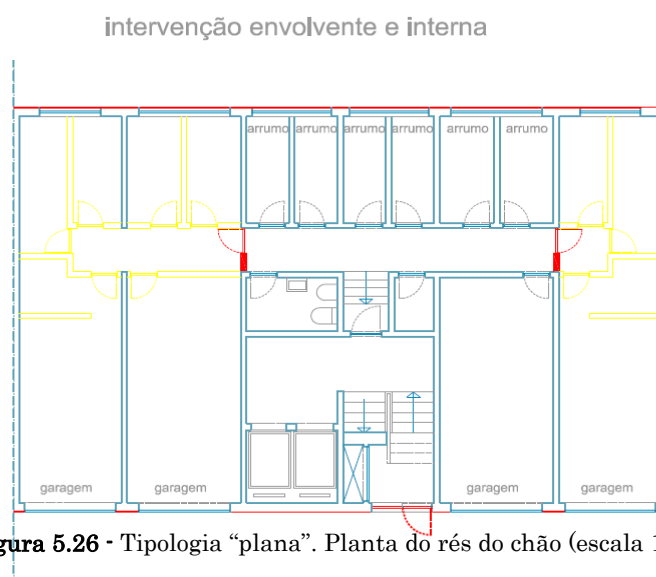 intervenção envolvente e interna
arrumo arrumo arrumo arrumo arrumo arrumo
garagem garagem garagem garagem
gura 5.26 - Tipologia “plana”. Planta do rés do chão (escala 1